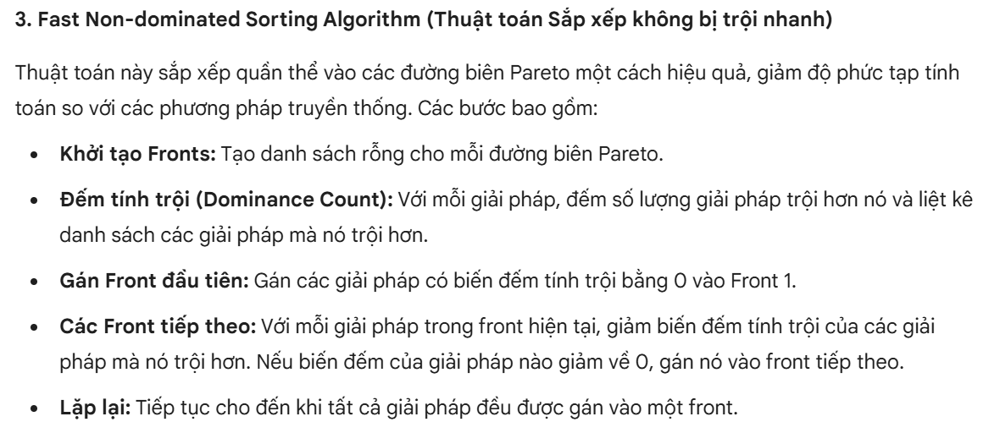 3. Fast Non-dominated Sorting Algorithm (Thuật toán Sắp xếp không bị trội nhanh)
Thuật toán này sắp xếp quần thể vào các đường biên Pareto một cách hiệu quả, giảm độ phức tạp tính
toán so với các phương pháp truyền thống. Các bước bao gồm:
• Khởi tạo Fronts: Tạo danh sách rỗng cho mỗi đường biên Pareto.
• Đếm tính trội (Dominance Count): Với mỗi giải pháp, đếm số lượng giải pháp trội hơn nó và liệt kê
danh sách các giải pháp mà nó trội hơn.
• Gán Front đầu tiên: Gán các giải pháp có biến đếm tính trội bằng 0 vào Front 1.
• Các Front tiếp theo: Với mỗi giải pháp trong front hiện tại, giảm biến đếm tính trội của các giải
pháp mà nó trội hơn. Nếu biến đếm của giải pháp nào giảm về 0, gán nó vào front tiếp theo.
• Lặp lại: Tiếp tục cho đến khi tất cả giải pháp đều được gán vào một front.